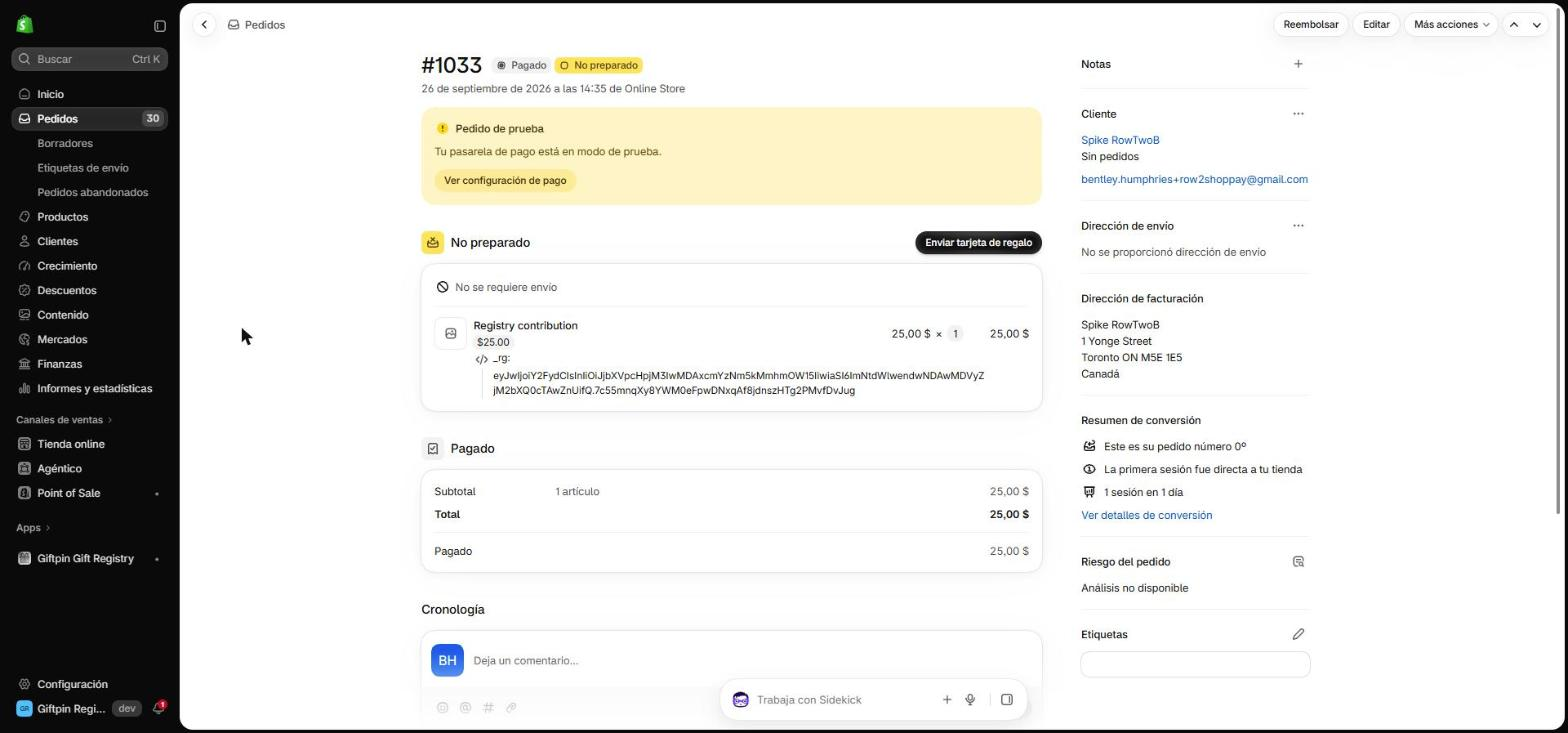 Pedidos
Reembolsar
Editar
Más acciones
Buscar
Ctrl K
Inicio
Pedidos
30
Borradores
Etiquetas de envío
Pedidos abandonados
Productos
Clientes
Crecimiento
Descuentos
Contenido
Mercados
Finanzas
Informes y estadísticas
Canales de ventas
Tienda online
Agéntico
Point of Sale
Apps
Giftpin Gift Registry
Configuración
GR
Giftpin Regi...
dev
1
#1033
Pagado
No preparado
26 de septiembre de 2026 a las 14:35 de Online Store
Pedido de prueba
Tu pasarela de pago está en modo de prueba.
Ver configuración de pago
No preparado
Enviar tarjeta de regalo
No se requiere envío
Registry contribution
25,00 $ × 1
25,00 $
$25.00
_rg:
Pagado
Subtotal
1 artículo
25,00 $
Total
25,00 $
Pagado
25,00 $
Cronología
BH
Deja un comentario...
Trabaja con Sidekick
Notas
Cliente
Spike RowTwoB
Sin pedidos
bentley.humphries+row2shoppay@gmail.com
Dirección de envío
No se proporcionó dirección de envío
Dirección de facturación
Spike RowTwoB
1 Yonge Street
Toronto ON M5E 1E5
Canadá
Resumen de conversión
Este es su pedido número 0º
La primera sesión fue directa a tu tienda
1 sesión en 1 día
Ver detalles de conversión
Riesgo del pedido
Análisis no disponible
Etiquetas